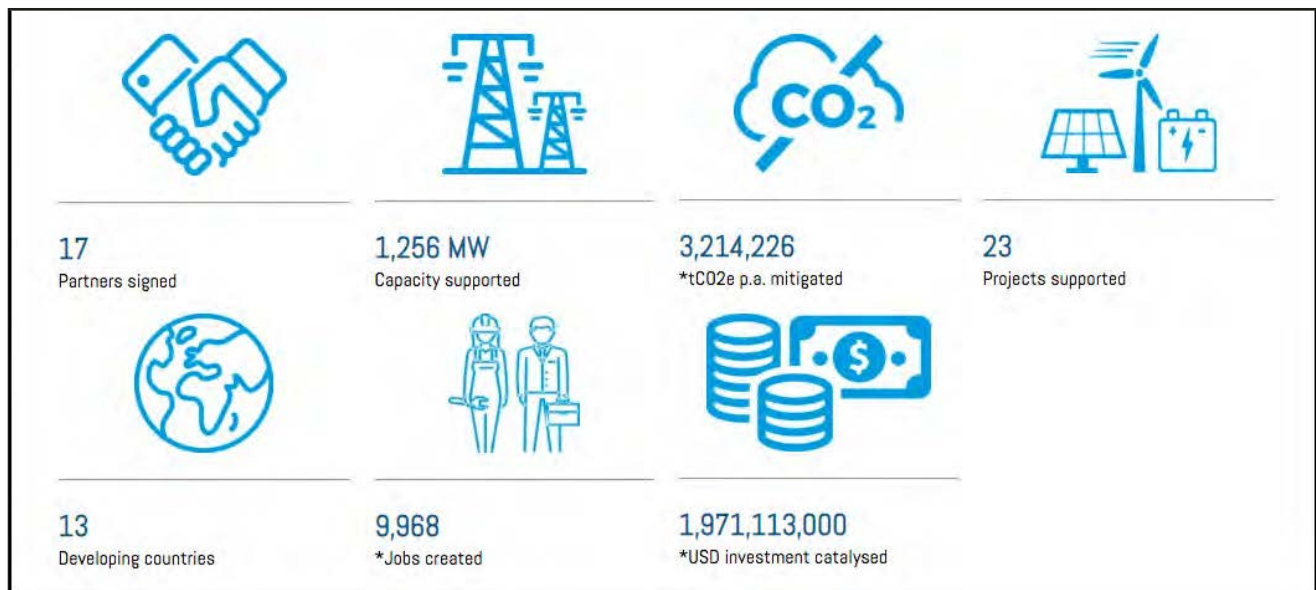 CO2
17
Partners signed
1,256 MW
Capacity supported
3,214,226
*tCO2e p.a. mitigated
23
Projects supported
13
Developing countries
9,968
*Jobs created
$
1,971,113,000
*USD investment catalysed